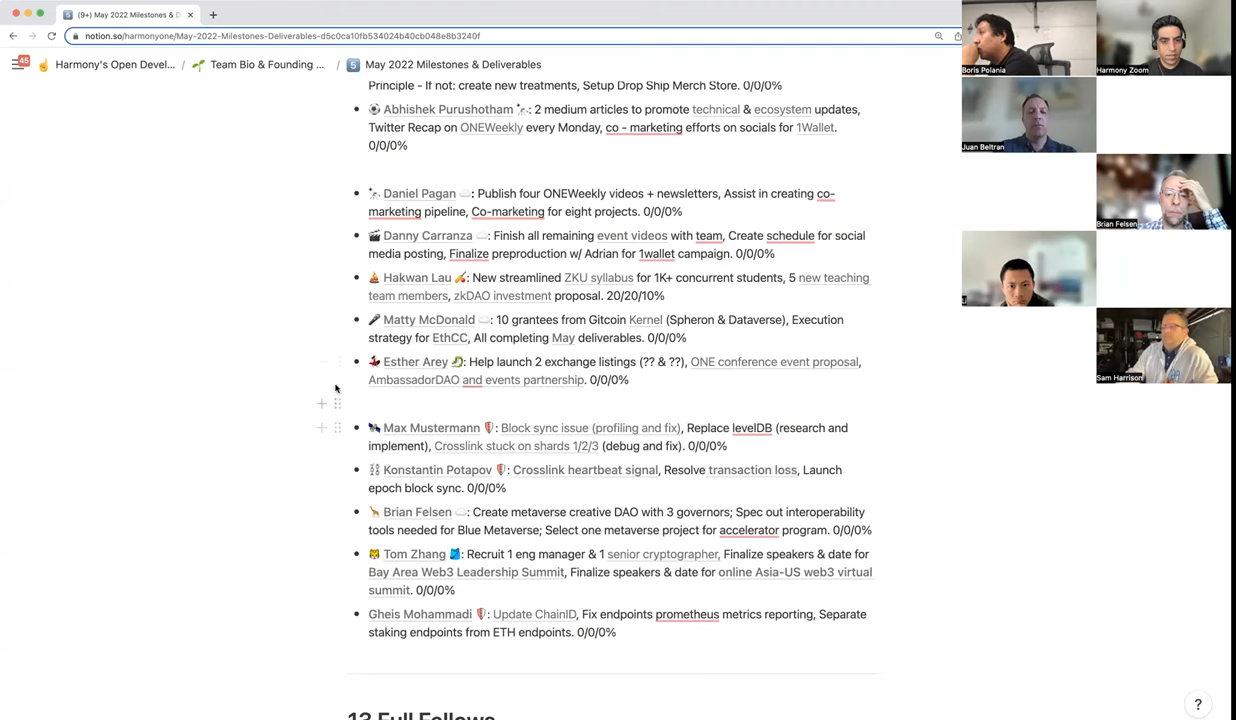 (9+) May 2022 Milestones & D
notion.so/harmonyone/May-2022-Milestones-Deliverables-d5c0ca10fb534024b40cb048e8b3240f
45
Harmony's Open Devel... / Team Bio & Founding ... / May 2022 Milestones & Deliverables
Principle - If not: create new treatments, Setup Drop Ship Merch Store. 0/0/0%
Abhishek Purushotham : 2 medium articles to promote technical & ecosystem updates,
Twitter Recap on ONEWeekly every Monday, co - marketing efforts on socials for 1Wallet.
0/0/0%
Daniel Pagan : Publish four ONEWeekly videos + newsletters, Assist in creating co-
marketing pipeline, Co-marketing for eight projects. 0/0/0%
Danny Carranza : Finish all remaining event videos with team, Create schedule for social
media posting, Finalize preproduction w/ Adrian for 1wallet campaign. 0/0/0%
Hakwan Lau : New streamlined ZKU syllabus for 1K+ concurrent students, 5 new teaching
team members, zkDAO investment proposal. 20/20/10%
Matty McDonald : 10 grantees from Gitcoin Kernel (Spheron & Dataverse), Execution
strategy for EthCC, All completing May deliverables. 0/0/0%
Esther Arey : Help launch 2 exchange listings (?? & ??), ONE conference event proposal,
AmbassadorDAO and events partnership. 0/0/0%
Max Mustermann : Block sync issue (profiling and fix), Replace levelDB (research and
implement), Crosslink stuck on shards 1/2/3 (debug and fix). 0/0/0%
Konstantin Potapov : Crosslink heartbeat signal, Resolve transaction loss, Launch
epoch block sync. 0/0/0%
Brian Felsen : Create metaverse creative DAO with 3 governors; Spec out interoperability
tools needed for Blue Metaverse; Select one metaverse project for accelerator program. 0/0/0%
Tom Zhang : Recruit 1 eng manager & 1 senior cryptographer, Finalize speakers & date for
Bay Area Web3 Leadership Summit, Finalize speakers & date for online Asia-US web3 virtual
summit. 0/0/0%
Gheis Mohammadi : Update ChainID, Fix endpoints prometheus metrics reporting, Separate
staking endpoints from ETH endpoints. 0/0/0%
13 Full Fellows
Boris Polania
Harmony Zoom
Juan Beltran
Brian Felsen
Sam Harrison
?